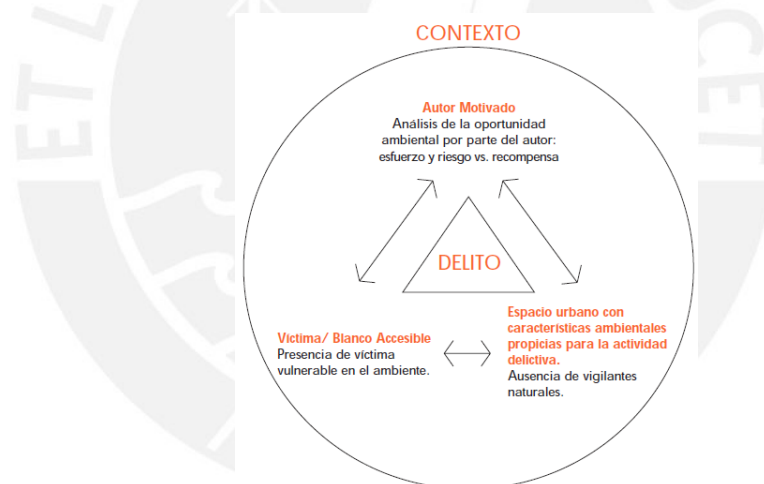 CONTEXTO
Autor Motivado
Análisis de la oportunidad
ambiental por parte del autor:
esfuerzo y riesgo vs. recompensa
DELITO
Víctima/ Blanco Accesible
Presencia de víctima
vulnerable en el ambiente.
Espacio urbano con
características ambientales
propicias para la actividad
delictiva.
Ausencia de vigilantes
naturales.
ET L
UCET